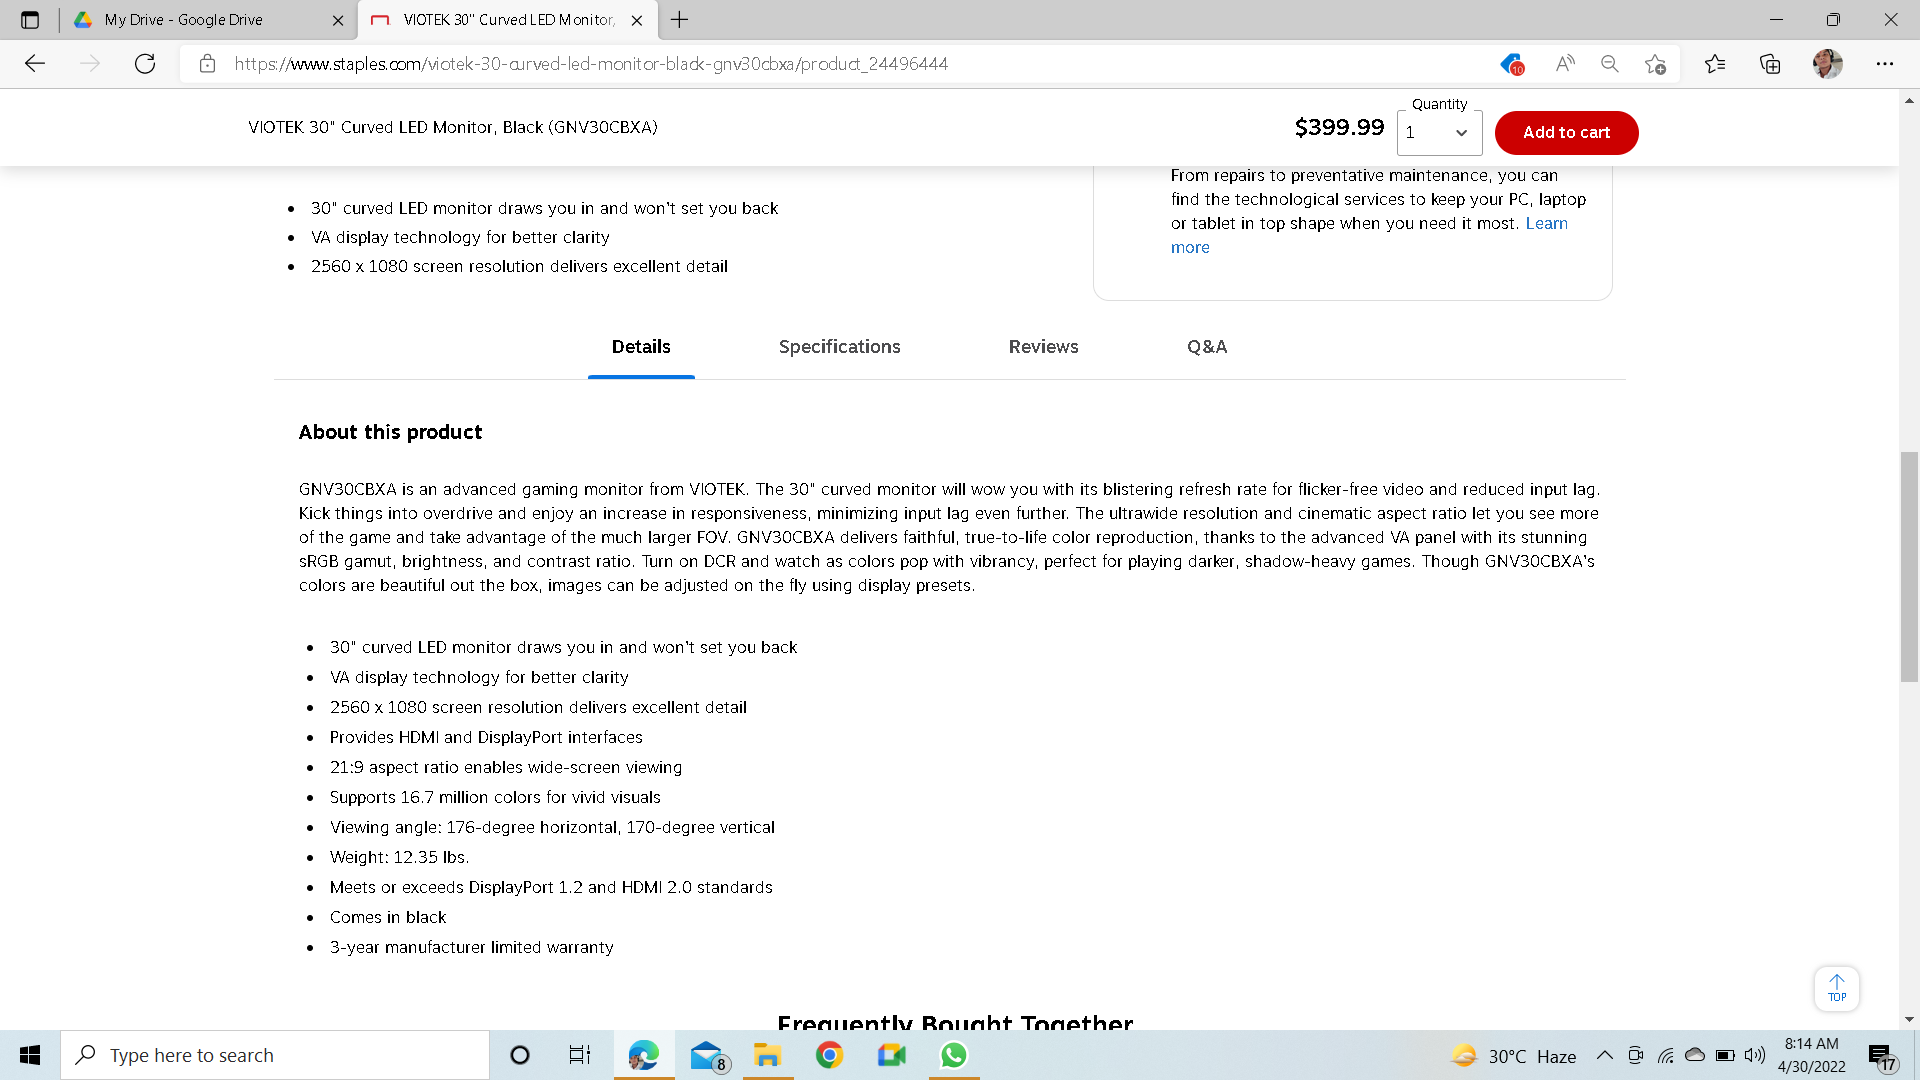 My Drive - Google Drive
VIOTEK 30" Curved LED Monitor,
https://www.staples.com/viotek-30-curved-led-monitor-black-gnv30cbxa/product_24496444
10
VIOTEK 30" Curved LED Monitor, Black (GNV30CBXA)
$399.99
Quantity
1
Add to cart
From repairs to preventative maintenance, you can
find the technological services to keep your PC, laptop
or tablet in top shape when you need it most. Learn
more
• 30" curved LED monitor draws you in and won't set you back
• VA display technology for better clarity
• 2560 x 1080 screen resolution delivers excellent detail
Details
Specifications
Reviews
Q&A
About this product
GNV30CBXA is an advanced gaming monitor from VIOTEK. The 30" curved monitor will wow you with its blistering refresh rate for flicker-free video and reduced input lag.
Kick things into overdrive and enjoy an increase in responsiveness, minimizing input lag even further. The ultrawide resolution and cinematic aspect ratio let you see more
of the game and take advantage of the much larger FOV. GNV30CBXA delivers faithful, true-to-life color reproduction, thanks to the advanced VA panel with its stunning
sRGB gamut, brightness, and contrast ratio. Turn on DCR and watch as colors pop with vibrancy, perfect for playing darker, shadow-heavy games. Though GNV30CBXA's
colors are beautiful out the box, images can be adjusted on the fly using display presets.
• 30" curved LED monitor draws you in and won't set you back
• VA display technology for better clarity
• 2560 x 1080 screen resolution delivers excellent detail
• Provides HDMI and DisplayPort interfaces
• 21:9 aspect ratio enables wide-screen viewing
• Supports 16.7 million colors for vivid visuals
• Viewing angle: 176-degree horizontal, 170-degree vertical
• Weight: 12.35 lbs.
• Meets or exceeds DisplayPort 1.2 and HDMI 2.0 standards
• Comes in black
• 3-year manufacturer limited warranty
TOP
Frequently Bought Together
Type here to search
8
30°C Haze
8:14 AM
4/30/2022
17